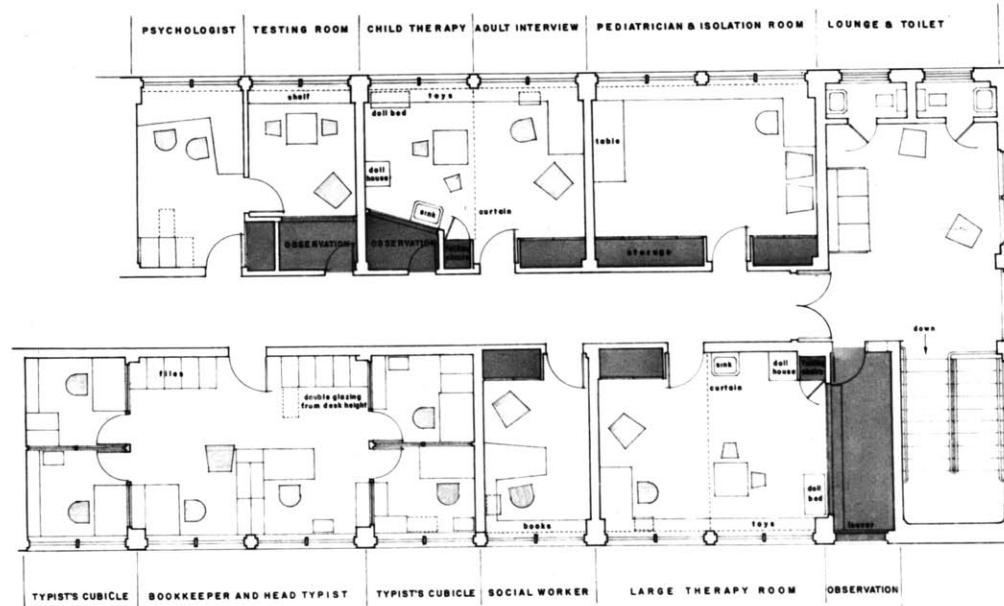 PSYCHOLOGIST
TESTING ROOM
CHILD THERAPY
ADULT INTERVIEW
PEDIATRICIAN & ISOLATION ROOM
LOUNGE & TOILET
shelf
toys
doll bed
table
doll
house
sink
curtain
OBSERVATION
OBSERVATION
storage
down
files
double glazing
from desk height
sink
doll
house
curtain
doll
bed
books
toys
louver
TYPIST'S CUBICLE
BOOKKEEPER AND HEAD TYPIST
TYPIST'S CUBICLE
SOCIAL WORKER
LARGE THERAPY ROOM
OBSERVATION